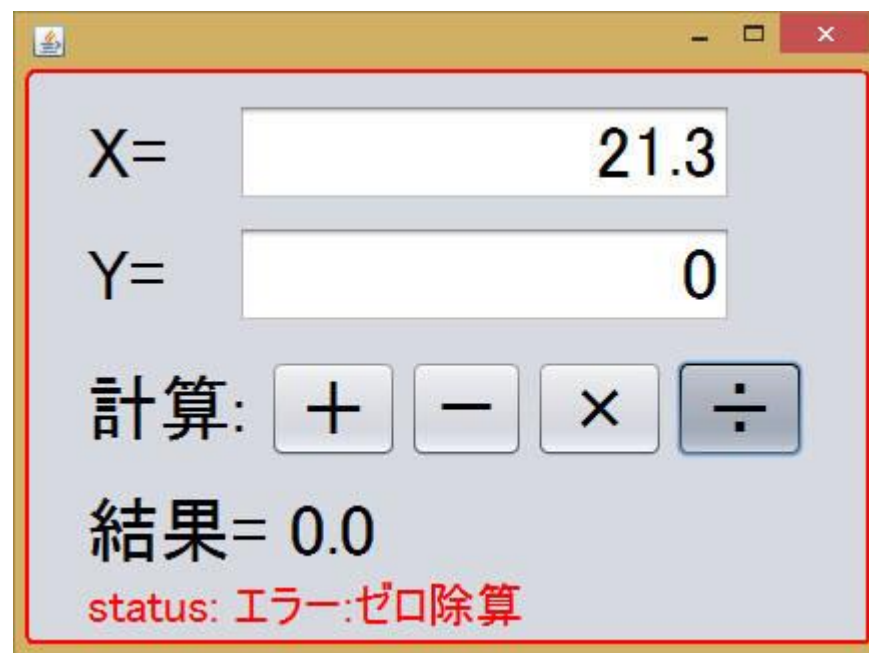 X= 21.3
Y= 0
計算: ＋ － × ÷
結果= 0.0
status: エラー:ゼロ除算